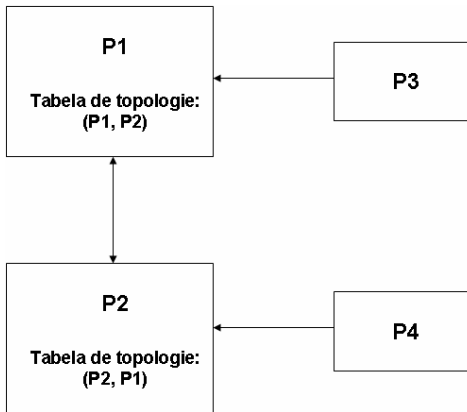 P1
Tabela de topologie:
(P1, P2)
P3
P2
Tabela de topologie:
(P2, P1)
P4